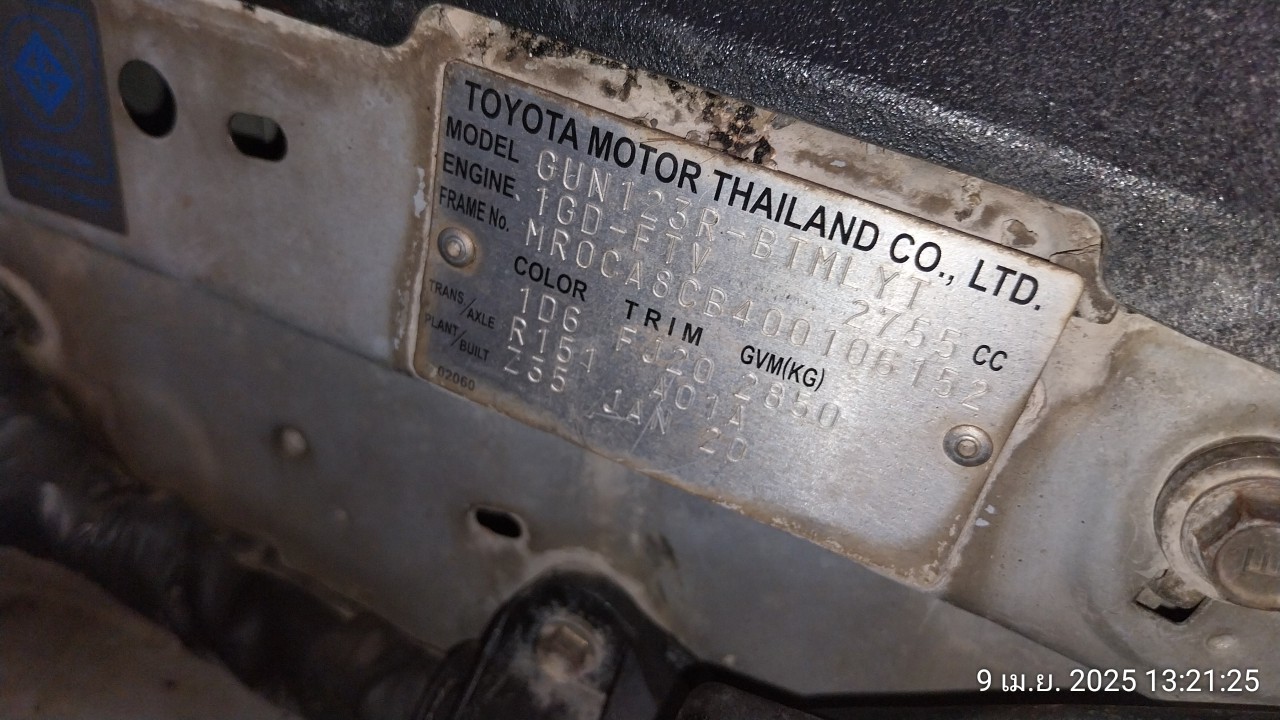 TOYOTA MOTOR THAILAND CO., LTD.
MODEL GUN123R-BTMLYT
ENGINE 1GD-FTV 2755 CC
FRAME No. MR0CA8CB400106152
COLOR TRIM GVM(KG)
1D6 FJ20 2850
TRANS/AXLE R151 A01A
PLANT/BUILT Z55 JAN 20
02060
9 เม.ย. 2025 13:21:25